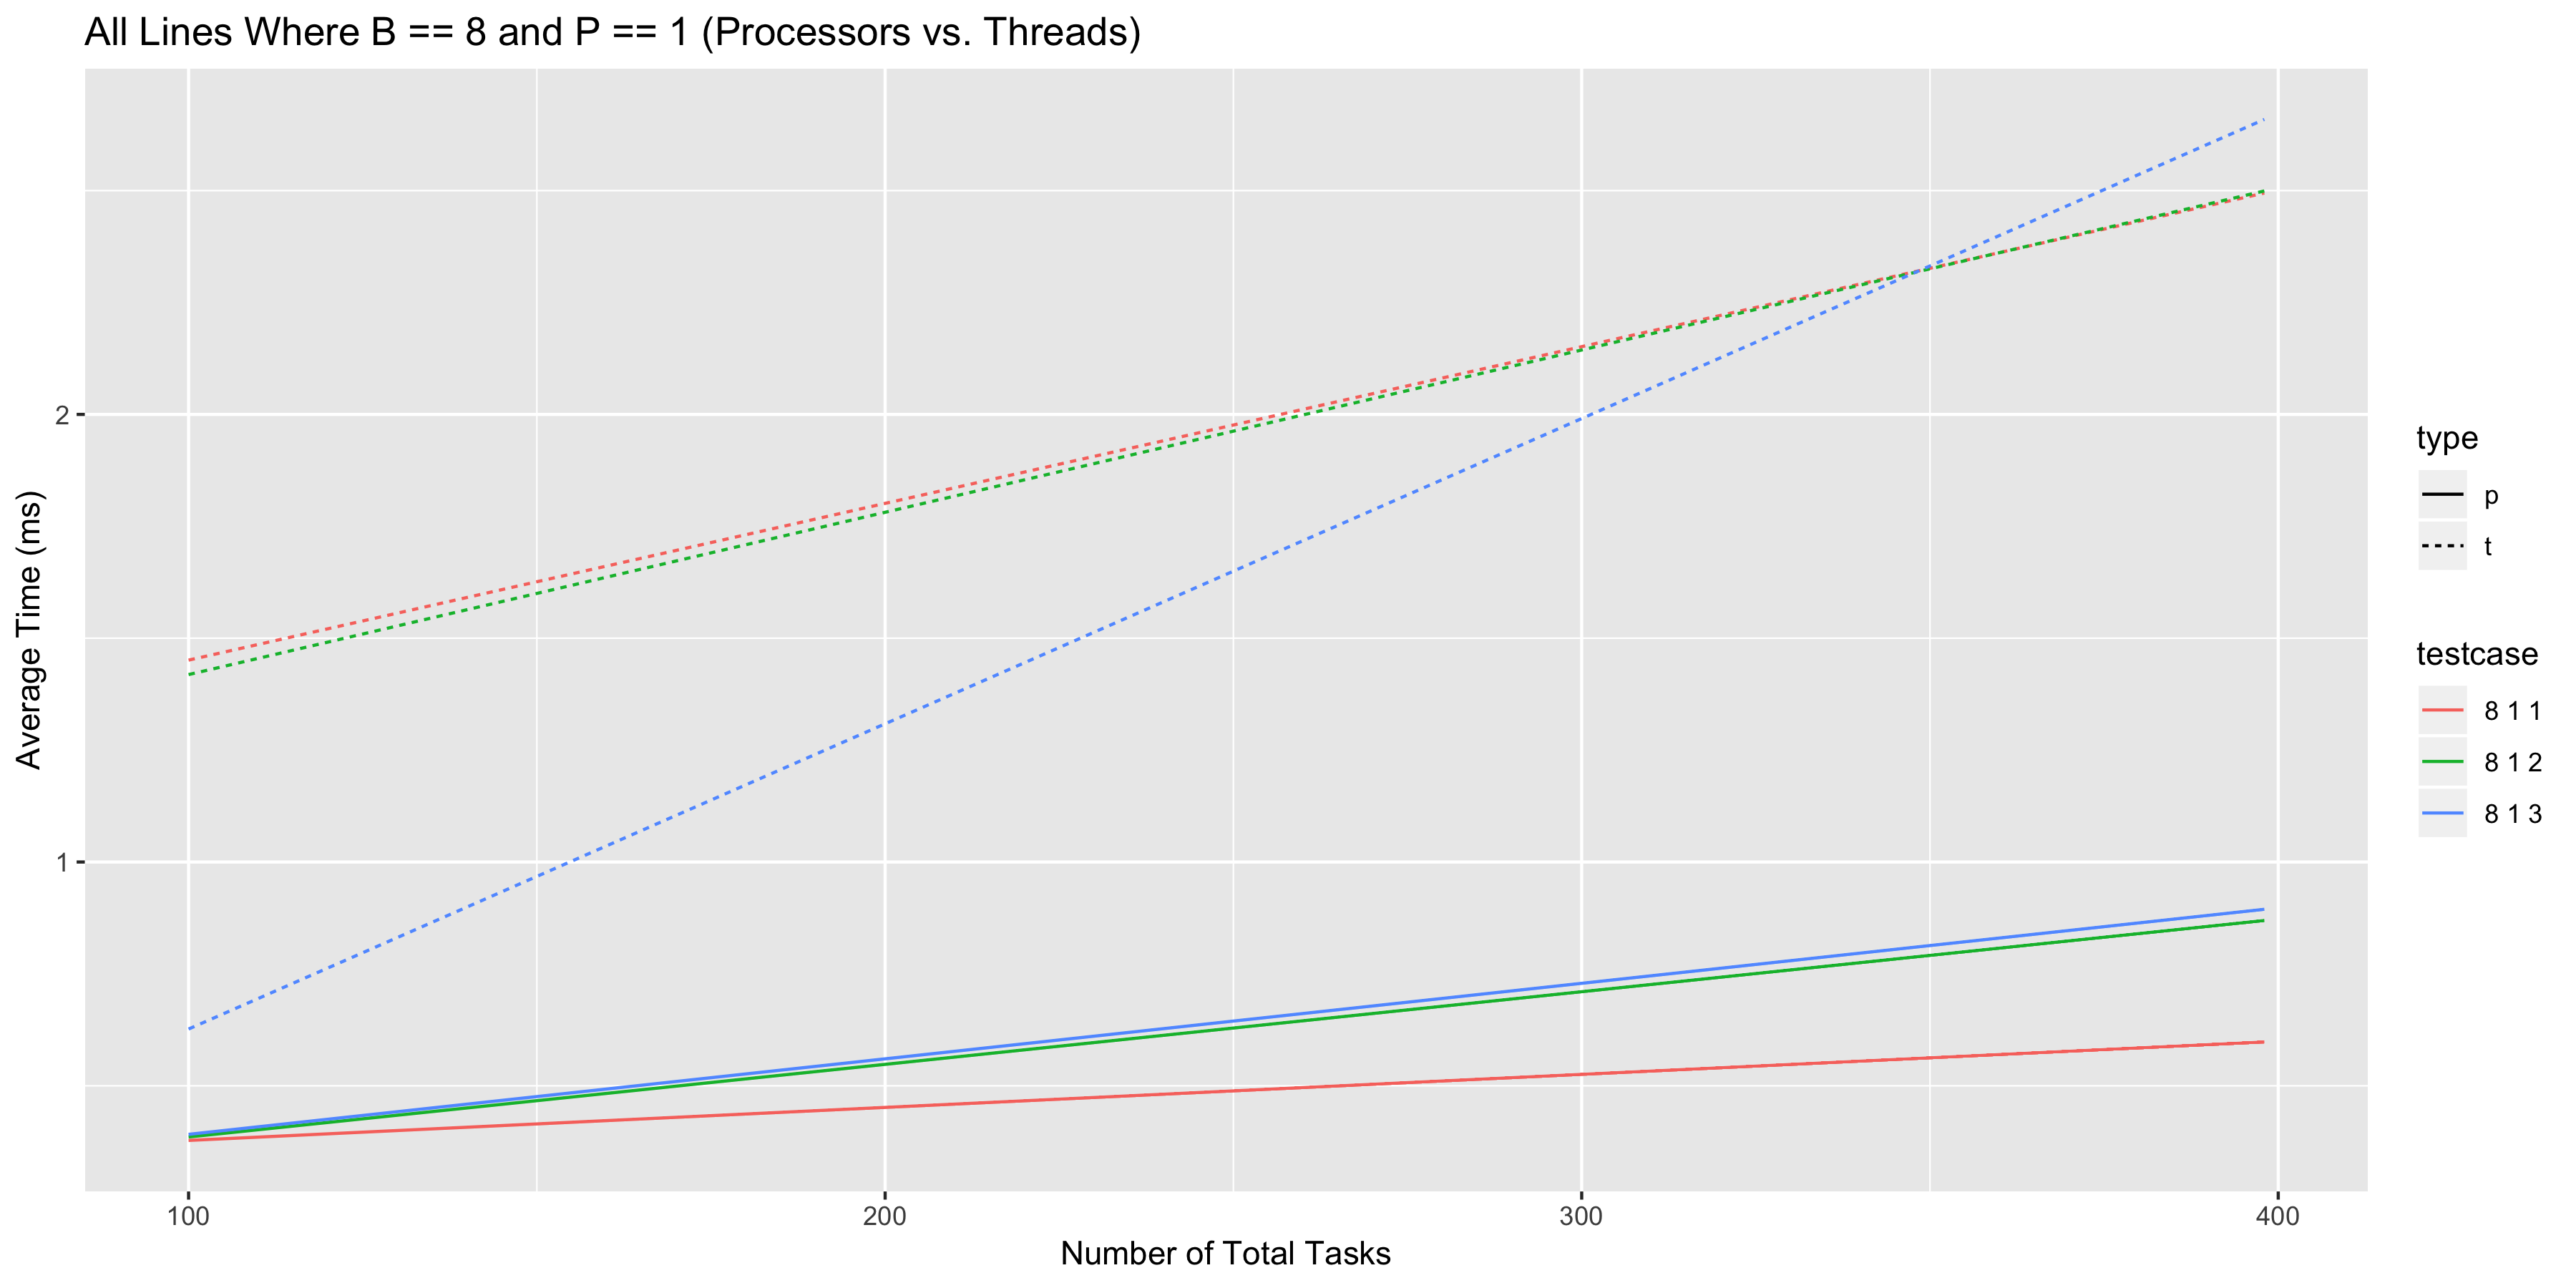 All Lines Where B == 8 and P == 1 (Processors vs. Threads)
Average Time (ms)
2
1
100 200 300 400
Number of Total Tasks
type
p
t
testcase
8 1 1
8 1 2
8 1 3